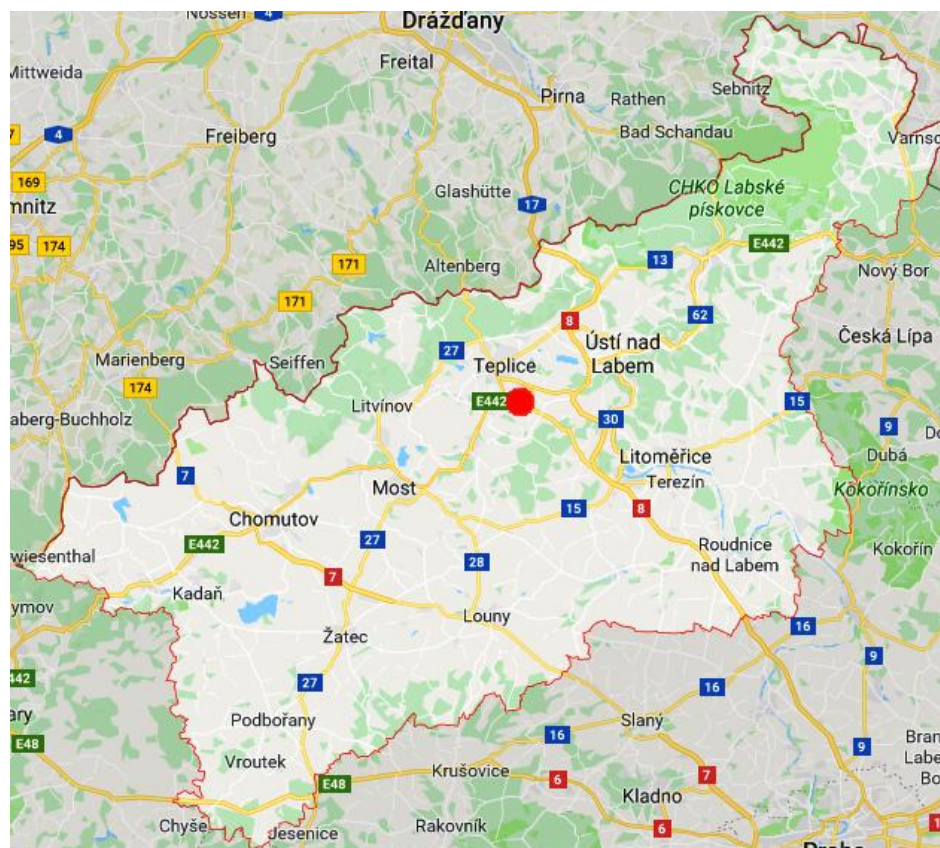 Nossen
4
Drážďany
Mittweida
Freital
Sebnitz
Pirna
Rathen
4
Freiberg
Bad Schandau
Varnsd
169
mnitz
Glashütte
17
CHKO Labské
pískovce
95
174
171
Altenberg
13
E442
Nový Bor
171
8
62
Česká Lípa
Marienberg
Seiffen
27
Teplice
Ústí nad
Labem
174
E442
Litvínov
15
aberg-Buchholz
30
9
Dubá
Litoměřice
7
Most
Terezín
Kokořínsko
8
15
Chomutov
27
wiesenthal
E442
28
Roudnice
nad Labem
Kokořín
7
Kadaň
ymov
Louny
Žatec
16
9
442
27
16
ary
Podbořany
Slaný
16
9
Bran
E48
Labe
Vroutek
Krušovice
6
7
E48
Kladno
Chyše
Jesenice
Rakovník
6
Praha